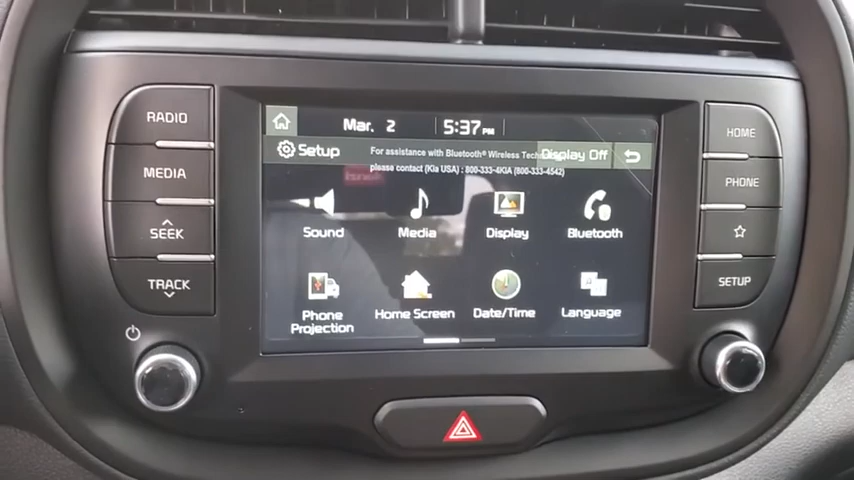 RADIO
MEDIA
SEEK
TRACK
Mar. 2 5:37 PM
Setup
For assistance with Bluetooth® Wireless Tech
Display Off
please contact (Kia USA) : 800-333-4KIA (800-333-4542)
Sound
Media
Display
Bluetooth
Phone
Projection
Home Screen
Date/Time
Language
HOME
PHONE
SETUP